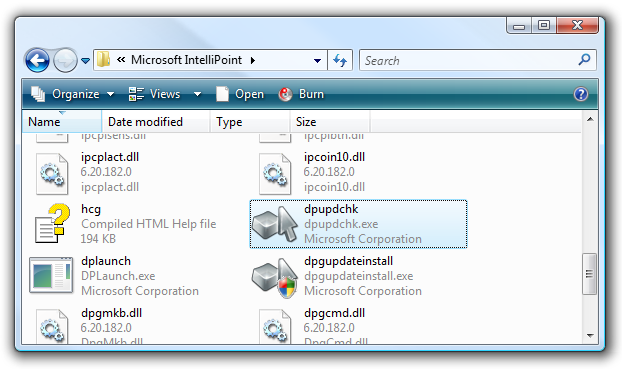 « Microsoft IntelliPoint
Search
Organize Views Open Burn
Name Date modified Type Size
ipcplsens.dll ipcplbtn.dll
ipcplact.dll
6.20.182.0
ipcplact.dll
ipcoin10.dll
6.20.182.0
ipcoin10.dll
hcg
Compiled HTML Help file
194 KB
dpupdchk
dpupdchk.exe
Microsoft Corporation
dplaunch
DPLaunch.exe
Microsoft Corporation
dpgupdateinstall
dpgupdateinstall.exe
Microsoft Corporation
dpgmkb.dll
6.20.182.0
DpgMkb.dll
dpgcmd.dll
6.20.182.0
DpgCmd.dll